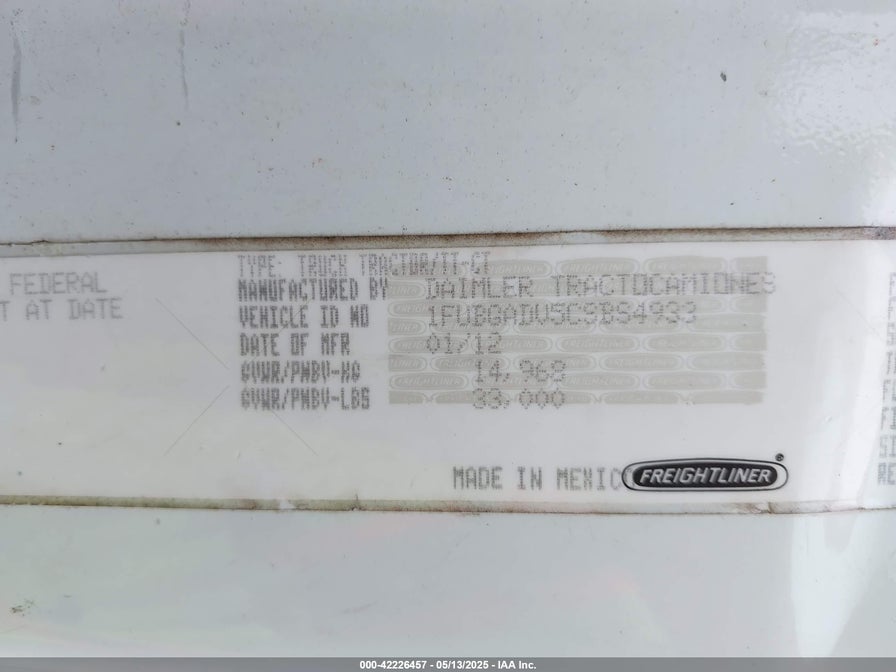 FEDERAL
T AT DATE
TYPE: TRUCK TRACTOR/TT-CT
MANUFACTURED BY DAIMLER TRACTOCAMIONES
VEHICLE ID NO 1FUBGADV5CSBS4933
DATE OF MFR 01/12
GVWR/PNBV-KG 14,968
GVWR/PNBV-LBS 33,000
MADE IN MEXICO
FREIGHTLINER
000-42226457 - 05/13/2025 - IAA Inc.